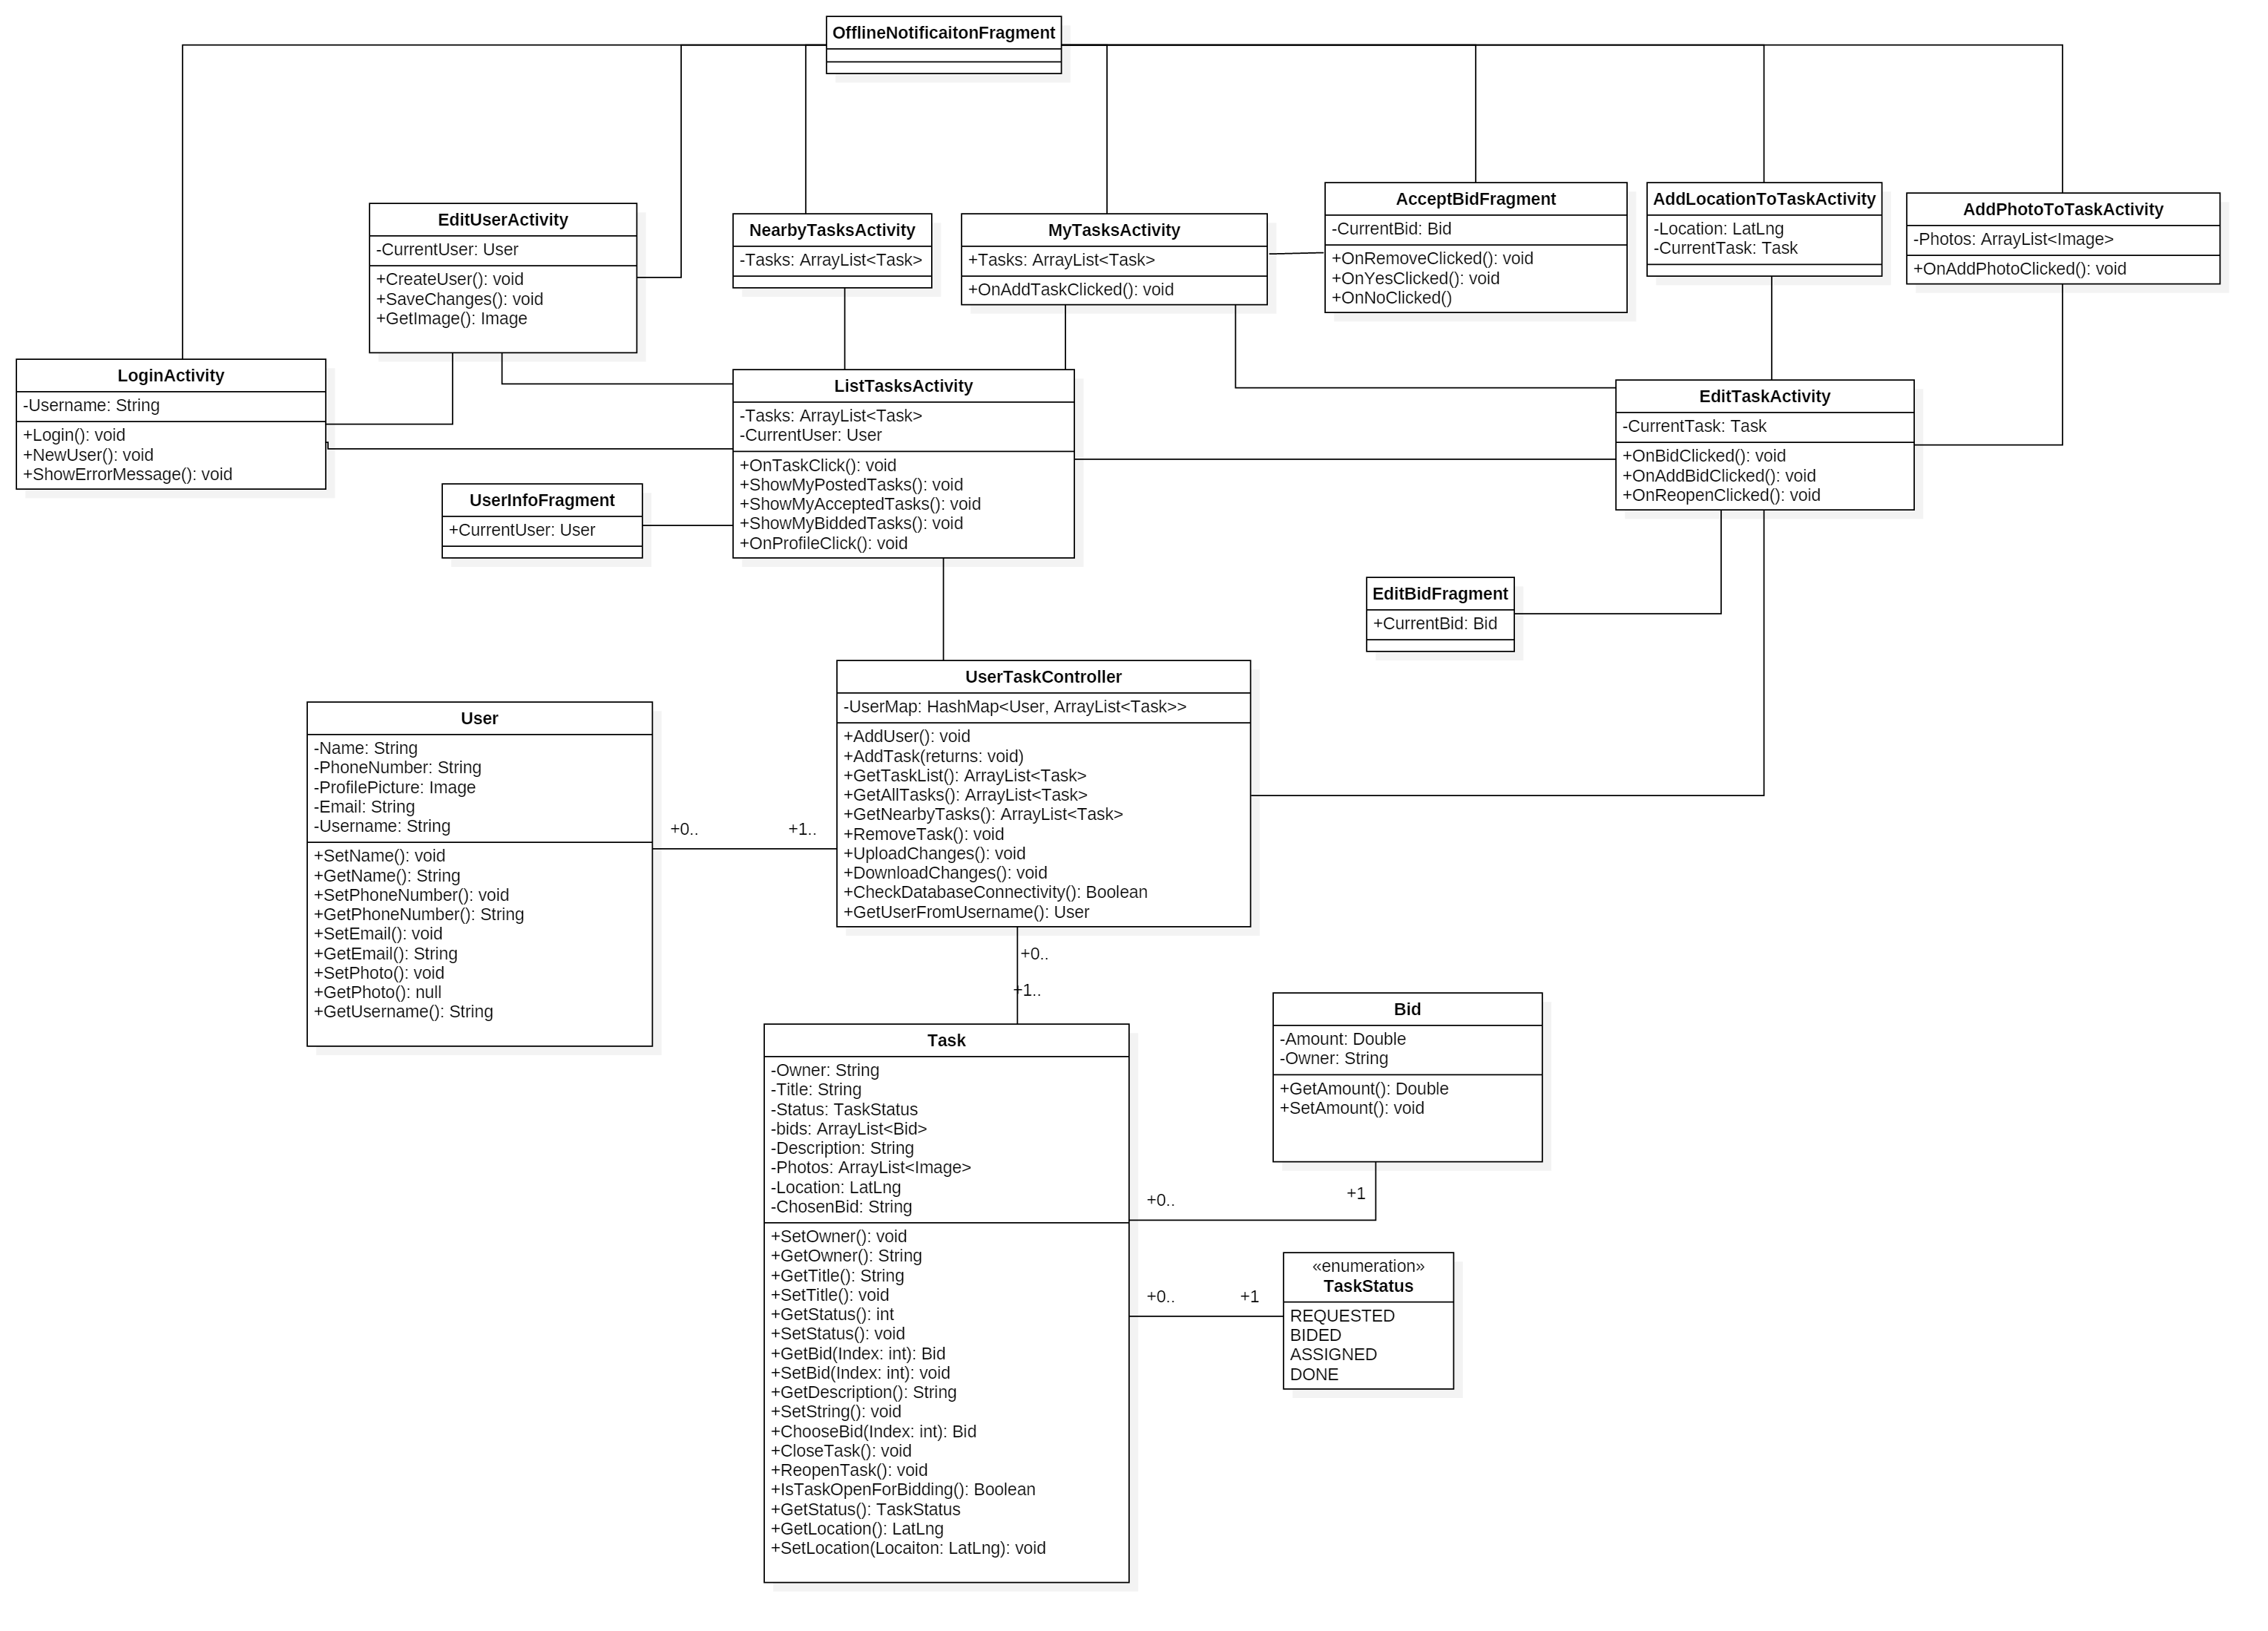 OfflineNotificaitonFragment
EditUserActivity
-CurrentUser: User
+CreateUser(): void
+SaveChanges(): void
+GetImage(): Image
NearbyTasksActivity
-Tasks: ArrayList<Task>
MyTasksActivity
+Tasks: ArrayList<Task>
+OnAddTaskClicked(): void
AcceptBidFragment
-CurrentBid: Bid
+OnRemoveClicked(): void
+OnYesClicked(): void
+OnNoClicked()
AddLocationToTaskActivity
-Location: LatLng
-CurrentTask: Task
AddPhotoToTaskActivity
-Photos: ArrayList<Image>
+OnAddPhotoClicked(): void
LoginActivity
-Username: String
+Login(): void
+NewUser(): void
+ShowErrorMessage(): void
ListTasksActivity
-Tasks: ArrayList<Task>
-CurrentUser: User
+OnTaskClick(): void
+ShowMyPostedTasks(): void
+ShowMyAcceptedTasks(): void
+ShowMyBiddedTasks(): void
+OnProfileClick(): void
EditTaskActivity
-CurrentTask: Task
+OnBidClicked(): void
+OnAddBidClicked(): void
+OnReopenClicked(): void
UserInfoFragment
+CurrentUser: User
EditBidFragment
+CurrentBid: Bid
User
-Name: String
-PhoneNumber: String
-ProfilePicture: Image
-Email: String
-Username: String
+SetName(): void
+GetName(): String
+SetPhoneNumber(): void
+GetPhoneNumber(): String
+SetEmail(): void
+GetEmail(): String
+SetPhoto(): void
+GetPhoto(): null
+GetUsername(): String
+0..
+1..
UserTaskController
-UserMap: HashMap<User, ArrayList<Task>>
+AddUser(): void
+AddTask(returns: void)
+GetTaskList(): ArrayList<Task>
+GetAllTasks(): ArrayList<Task>
+GetNearbyTasks(): ArrayList<Task>
+RemoveTask(): void
+UploadChanges(): void
+DownloadChanges(): void
+CheckDatabaseConnectivity(): Boolean
+GetUserFromUsername(): User
+0..
+1..
Task
-Owner: String
-Title: String
-Status: TaskStatus
-bids: ArrayList<Bid>
-Description: String
-Photos: ArrayList<Image>
-Location: LatLng
-ChosenBid: String
+SetOwner(): void
+GetOwner(): String
+GetTitle(): String
+SetTitle(): void
+GetStatus(): int
+SetStatus(): void
+GetBid(Index: int): Bid
+SetBid(Index: int): void
+GetDescription(): String
+SetString(): void
+ChooseBid(Index: int): Bid
+CloseTask(): void
+ReopenTask(): void
+IsTaskOpenForBidding(): Boolean
+GetStatus(): TaskStatus
+GetLocation(): LatLng
+SetLocation(Locaiton: LatLng): void
Bid
-Amount: Double
-Owner: String
+GetAmount(): Double
+SetAmount(): void
+0..
+1
+0..
+1
«enumeration»
TaskStatus
REQUESTED
BIDED
ASSIGNED
DONE